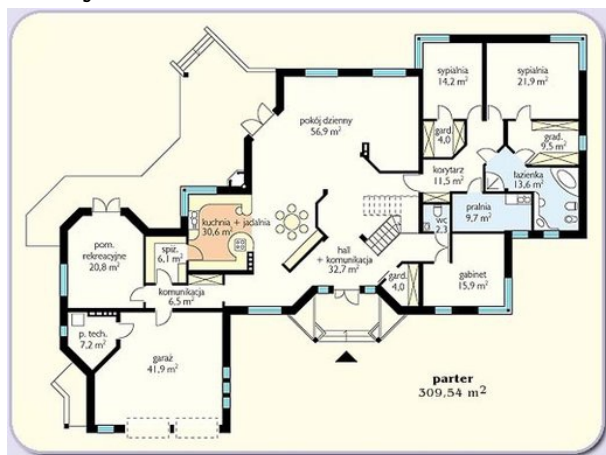 sypialnia
14,2 m²
sypialnia
21,9 m²
pokój dzienny
56,9 m²
gard.
4,0
grad.
9,5 m²
korytarz
11,5 m²
łazienka
13,6 m²
kuchnia + jadalnia
30,6 m²
pralnia
9,7 m²
wc
2.3
pom.
rekreacyjne
20,8 m²
spiż.
6,1 m²
hall
+ komunikacja
32,7 m²
gard.
4,0
gabinet
15,9 m²
komunikacja
6,5 m²
p. tech.
7,2 m²
garaż
41,9 m²
parter
309,54 m²